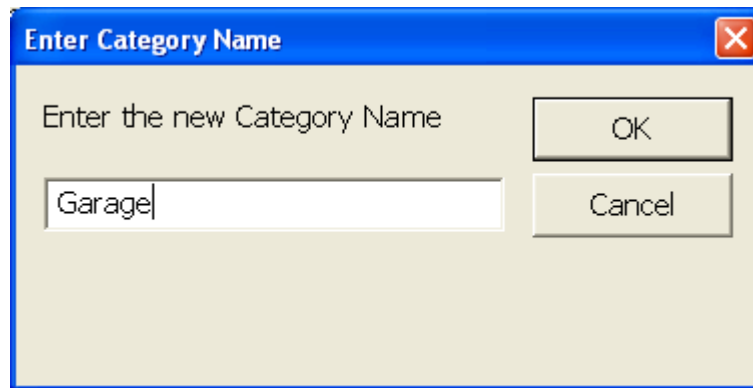 Enter Category Name
Enter the new Category Name
OK
Garage
Cancel